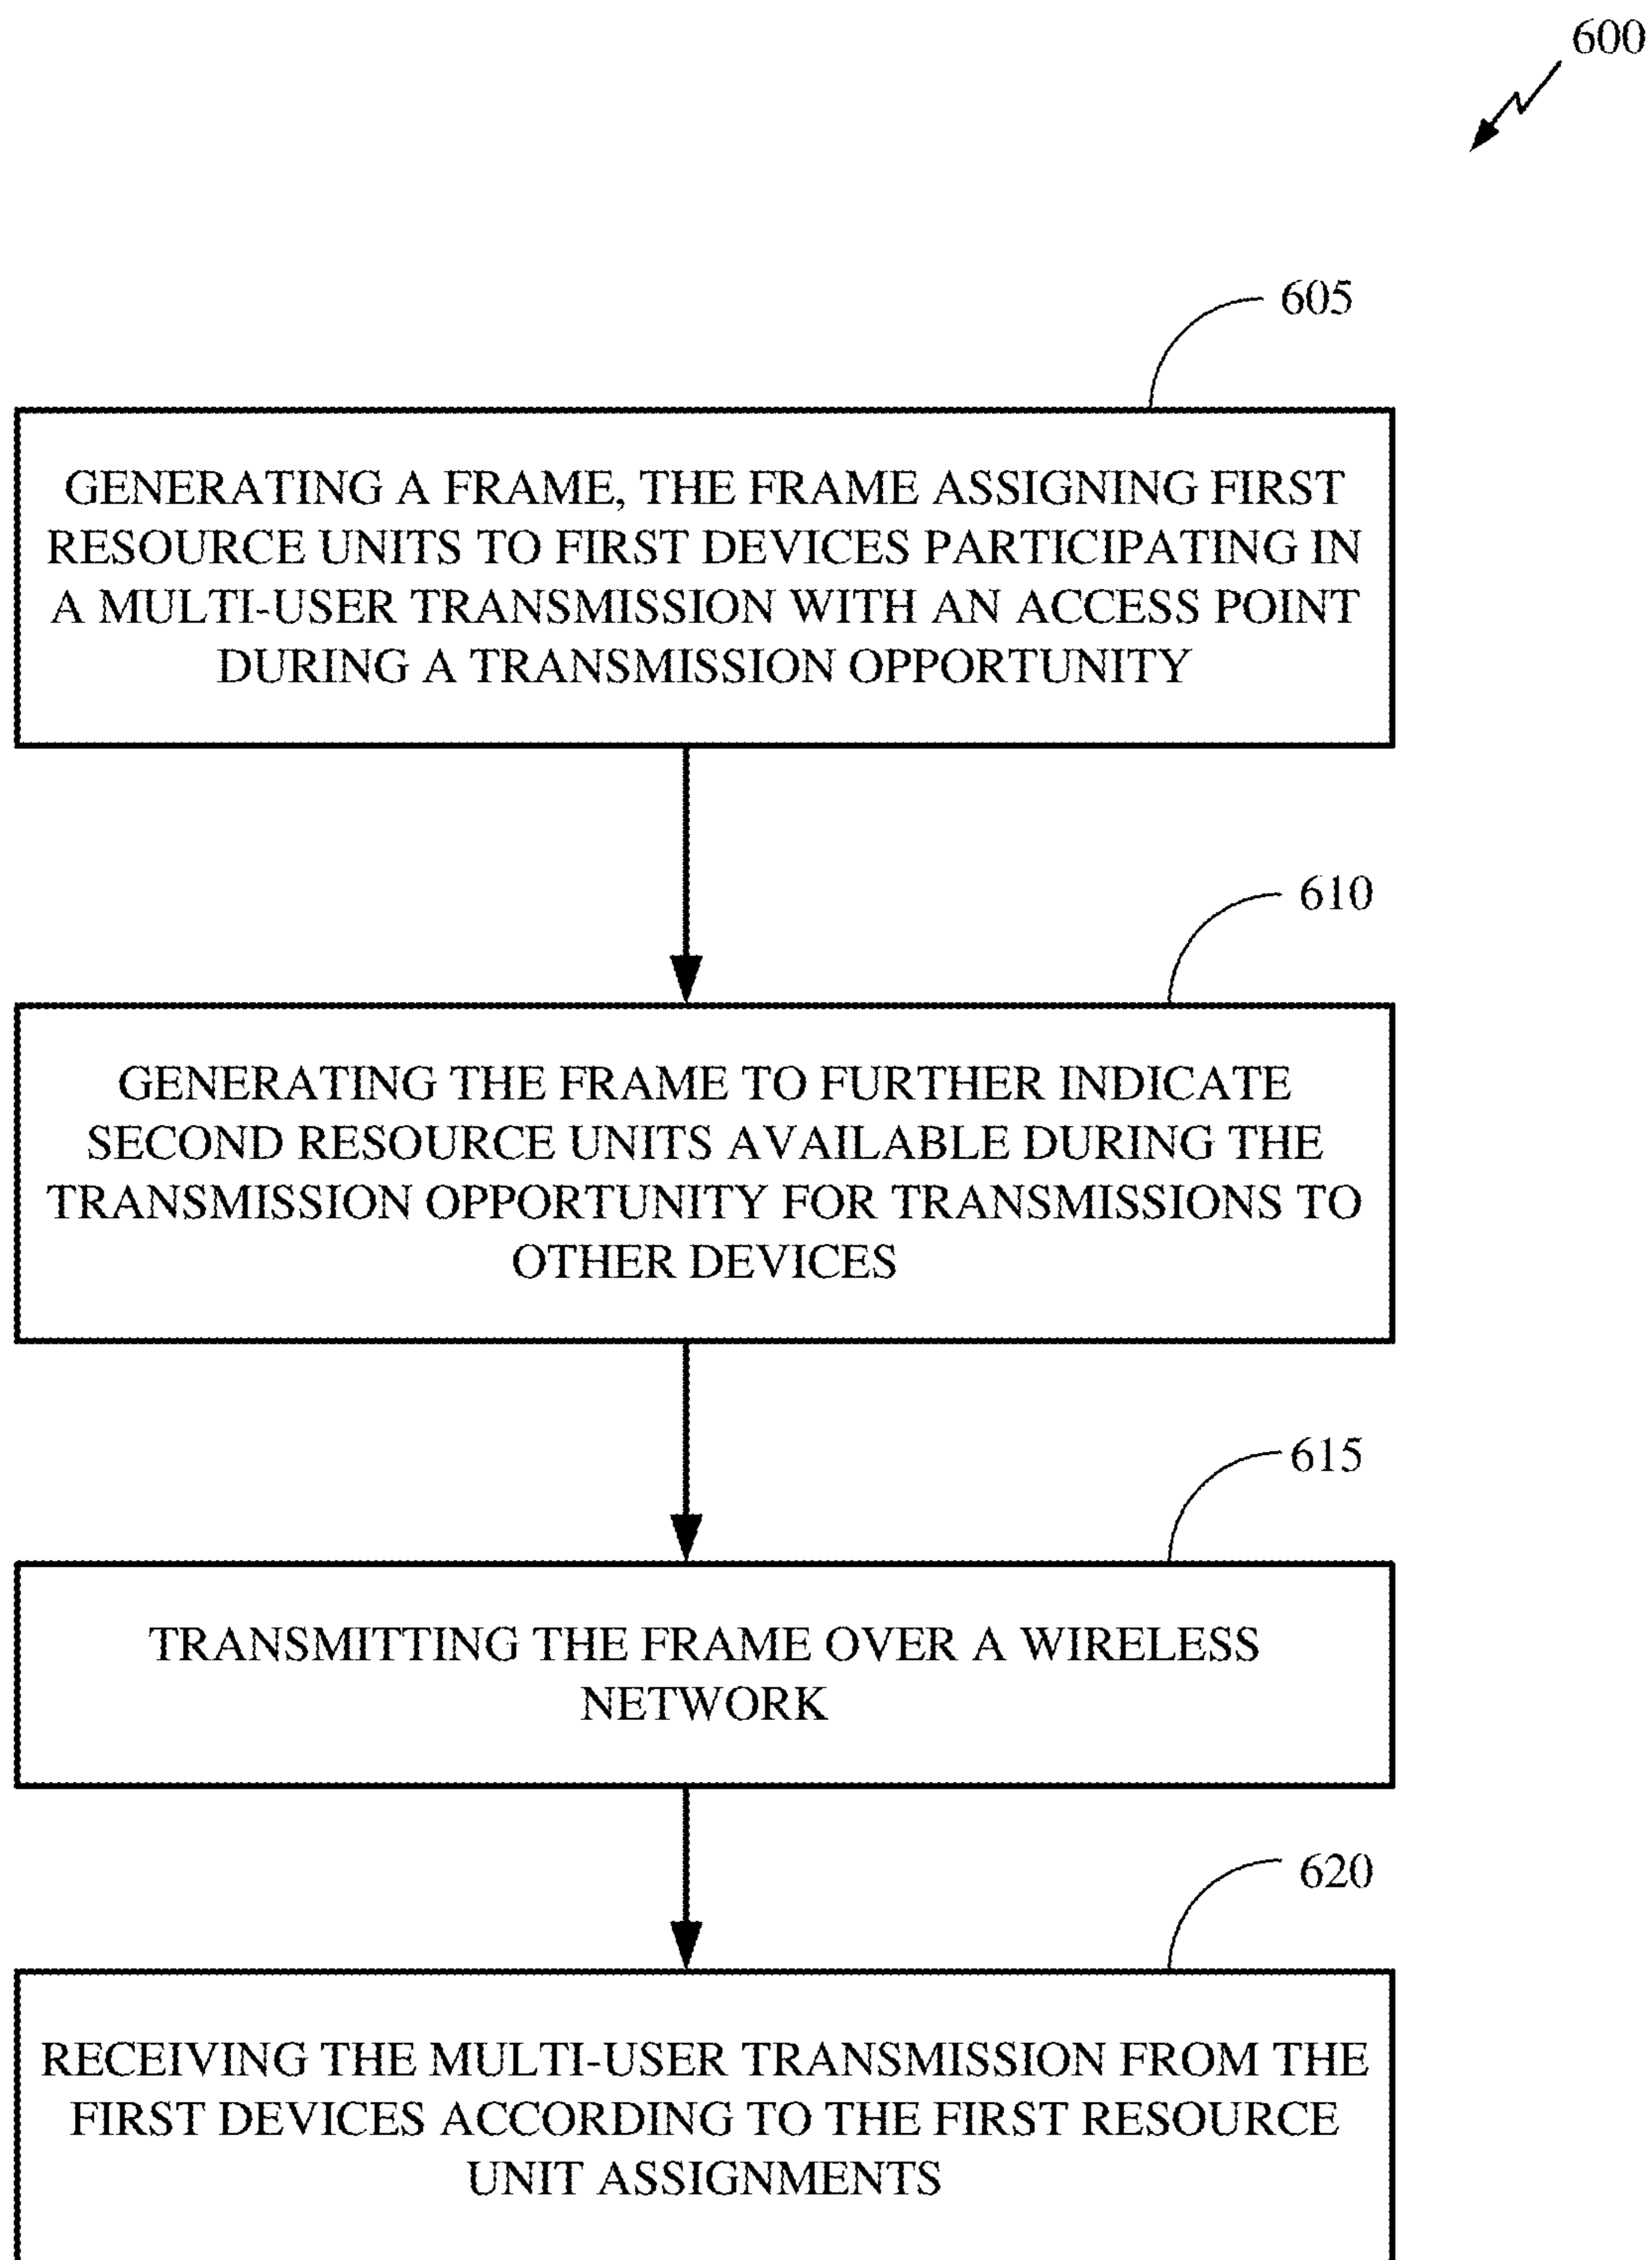 600
605
GENERATING A FRAME, THE FRAME ASSIGNING FIRST
RESOURCE UNITS TO FIRST DEVICES PARTICIPATING IN
A MULTI-USER TRANSMISSION WITH AN ACCESS POINT
DURING A TRANSMISSION OPPORTUNITY
610
GENERATING THE FRAME TO FURTHER INDICATE
SECOND RESOURCE UNITS AVAILABLE DURING THE
TRANSMISSION OPPORTUNITY FOR TRANSMISSIONS TO
OTHER DEVICES
615
TRANSMITTING THE FRAME OVER A WIRELESS
NETWORK
620
RECEIVING THE MULTI-USER TRANSMISSION FROM THE
FIRST DEVICES ACCORDING TO THE FIRST RESOURCE
UNIT ASSIGNMENTS